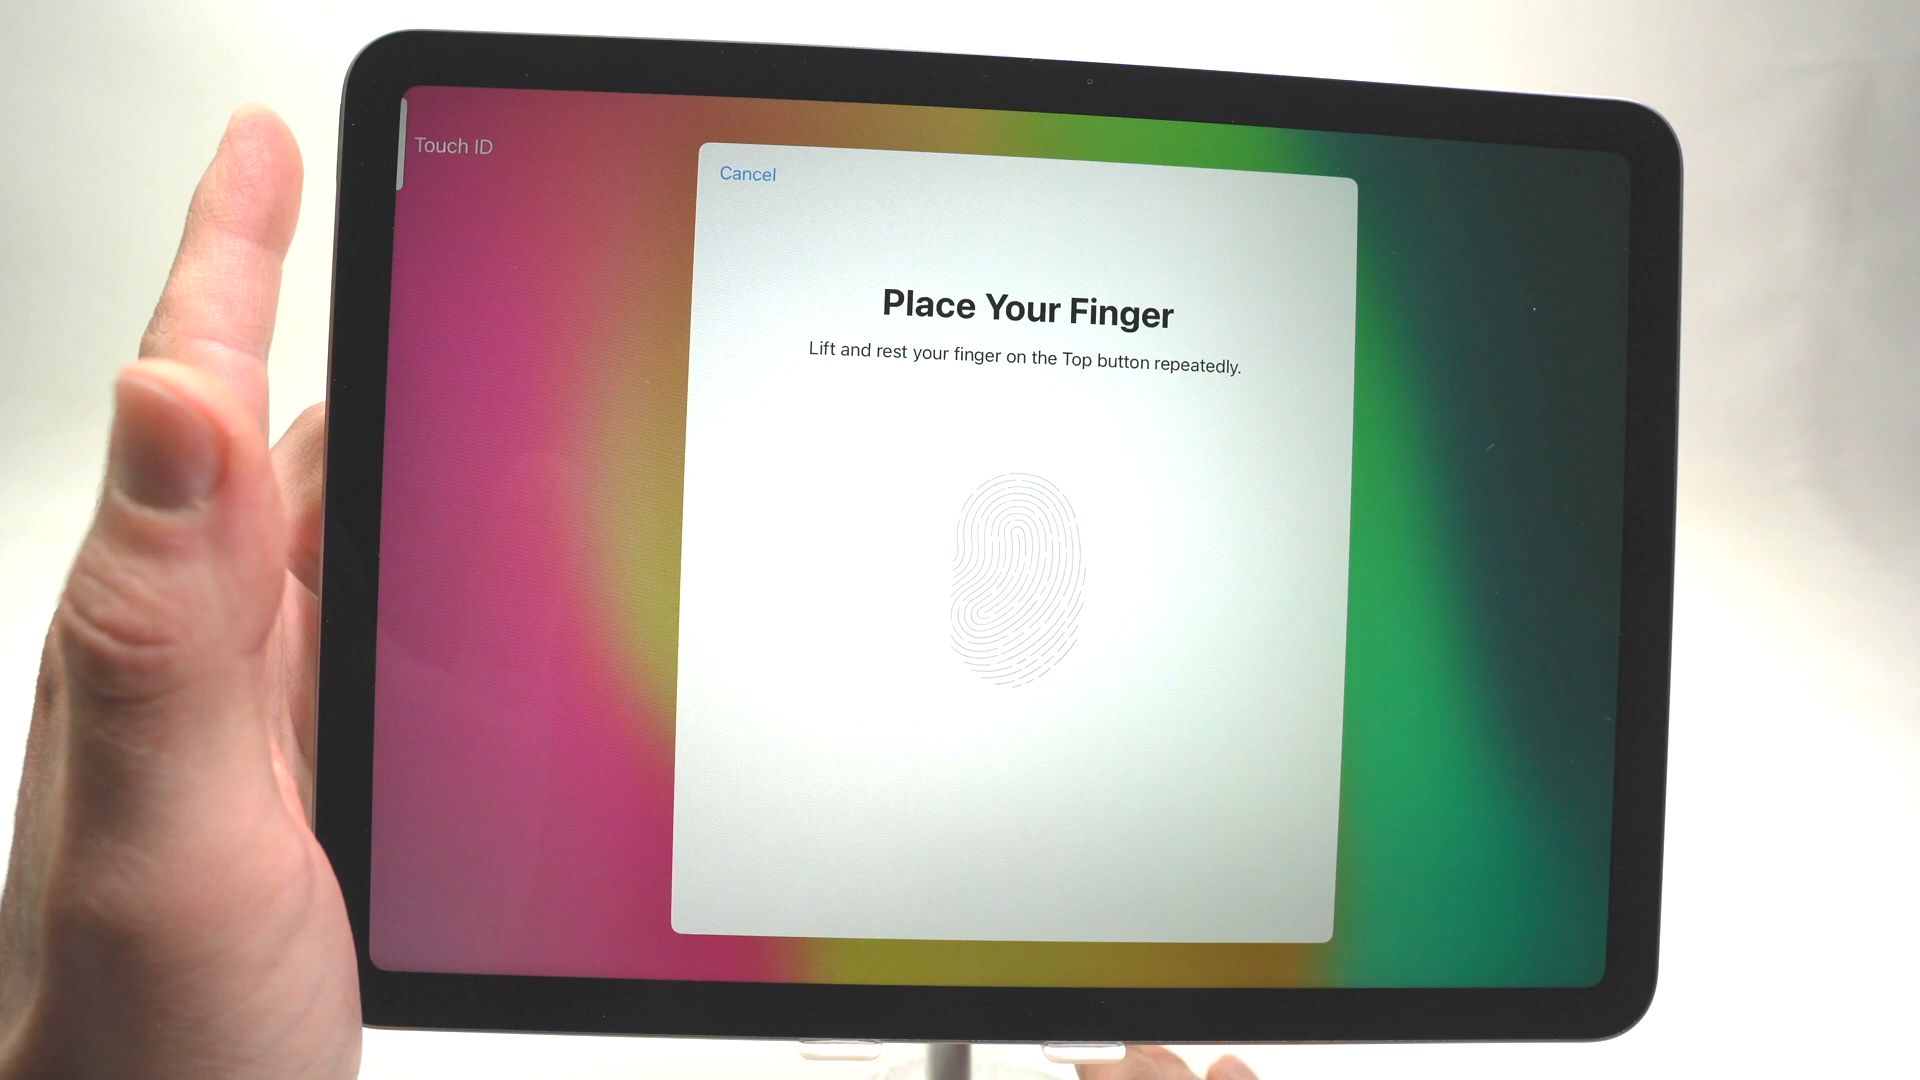 Touch ID
Cancel
Place Your Finger
Lift and rest your finger on the Top button repeatedly.